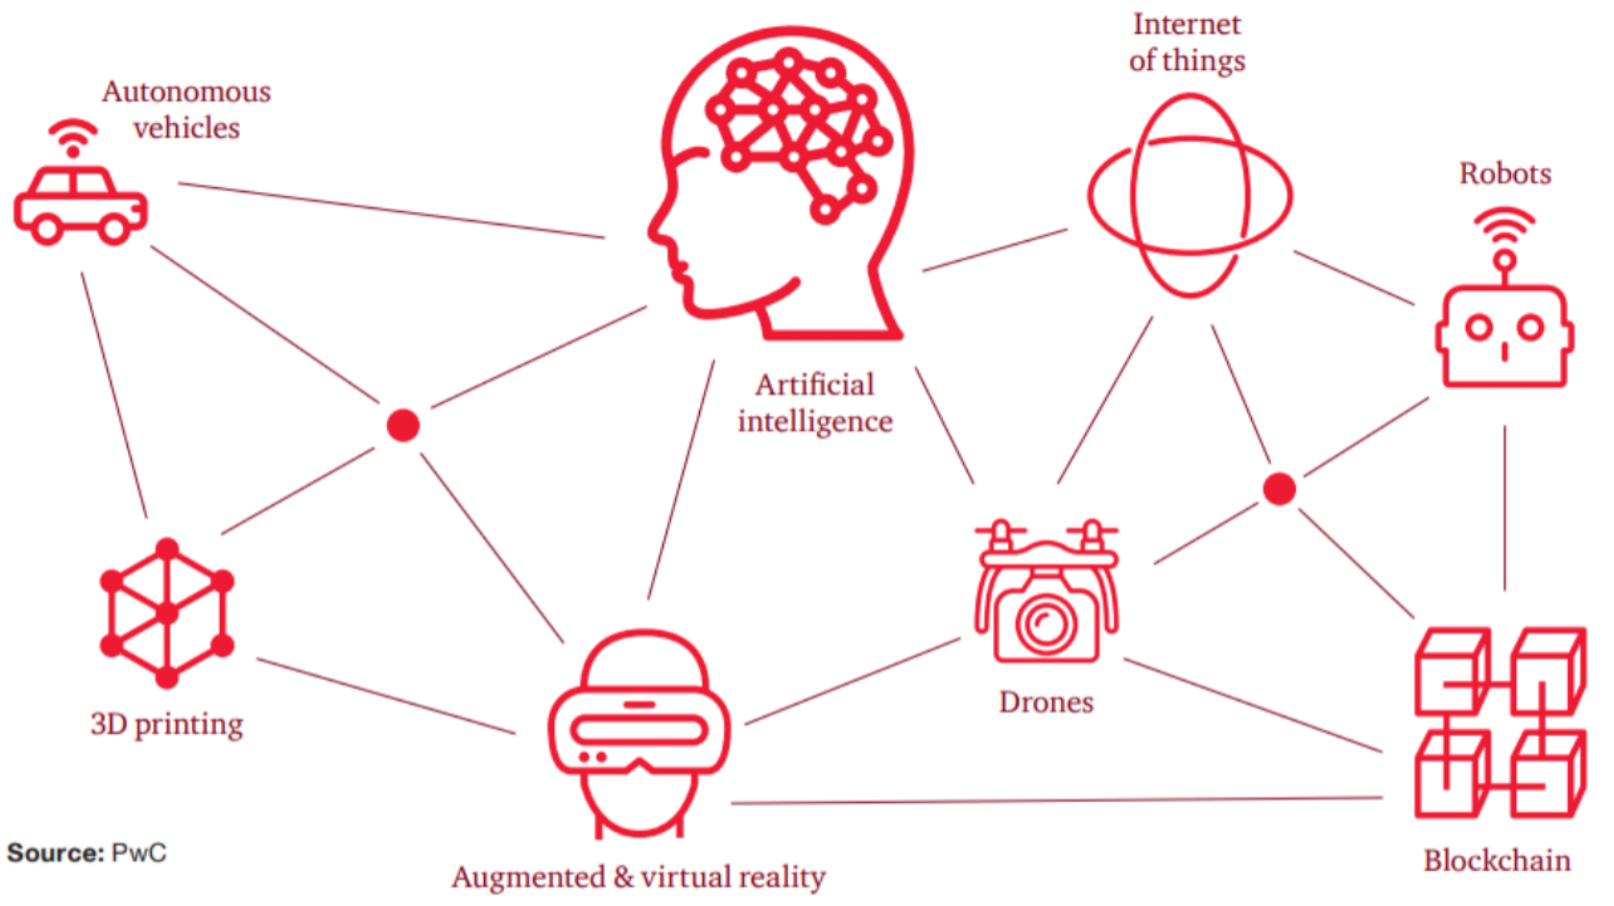 Internet
of things
Autonomous
vehicles
Robots
Artificial
intelligence
Drones
3D printing
Source: PwC
Blockchain
Augmented & virtual reality